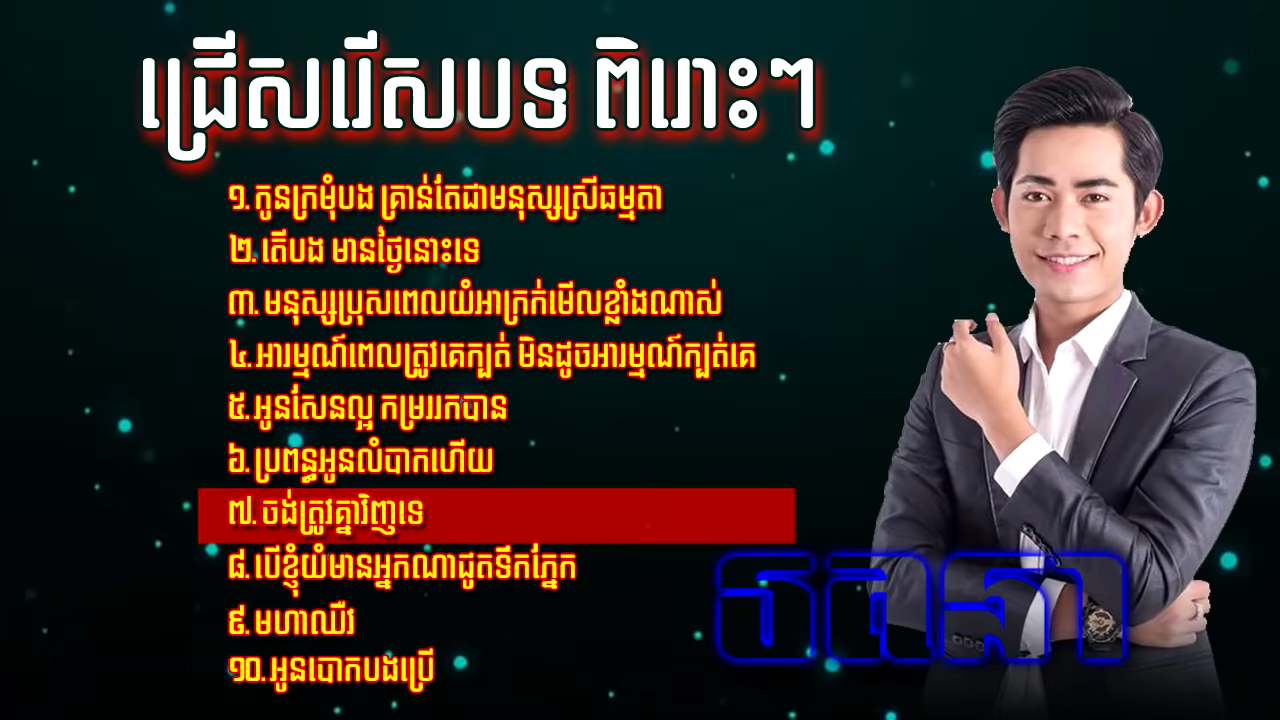 ជ្រើសរើសបទ ពិរោះៗ
១. កូនក្រមុំបង គ្រាន់តែជាមនុស្សស្រីធម្មតា
២. តើបង មានថ្ងៃនោះទេ
៣. មនុស្សប្រុសពេលយំអាក្រក់មើលខ្លាំងណាស់
៤. អារម្មណ៍ពេលត្រូវគេក្បត់ មិនដូចអារម្មណ៍ក្បត់គេ
៥. អូនសែនល្អ កម្រររកបាន
៦. ប្រពន្ធអូនលំបាកហើយ
៧. ចង់ត្រូវគ្នាវិញទេ
៨. បើខ្ញុំយំមានអ្នកណាជូតទឹកភ្នែក
៩. មហាឈឺវ
១០. អូនបោកបងប្រើ